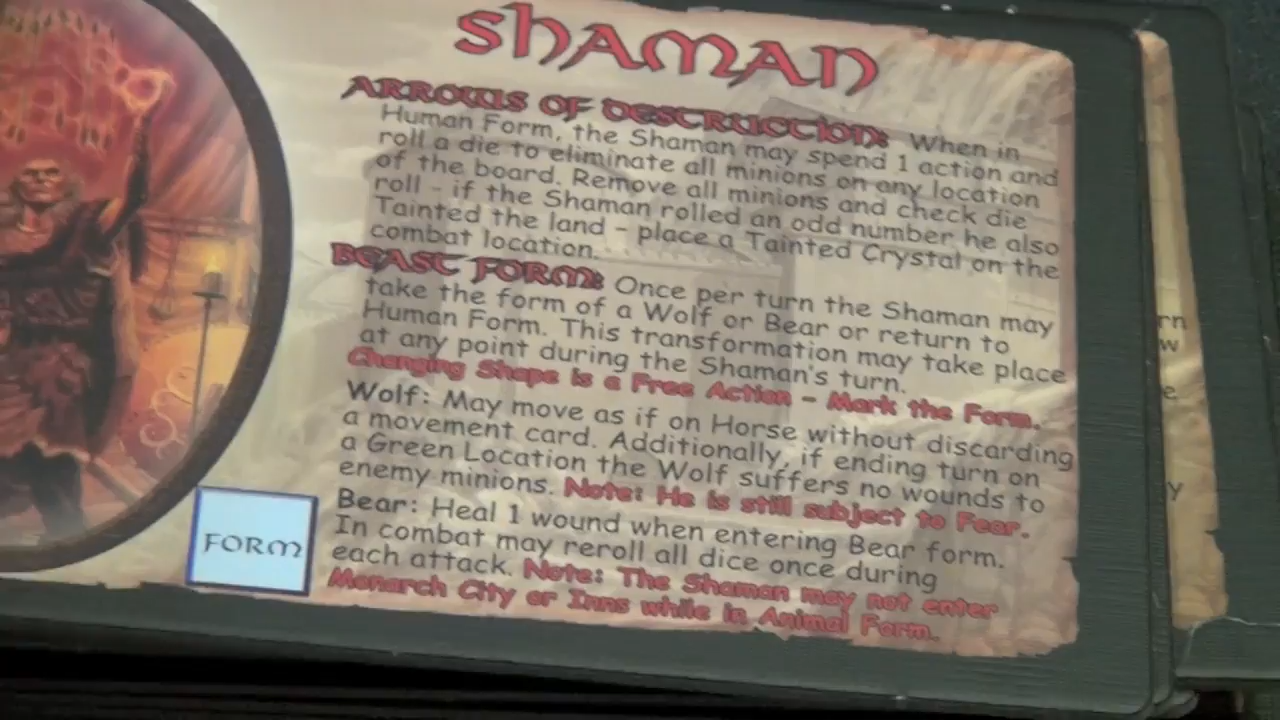 SHAMAN
ARROWS OF DESTRUCTION: When in
Human Form, the Shaman may spend 1 action and
roll a die to eliminate all minions on any location
of the board. Remove all minions and check die
roll - if the Shaman rolled an odd number he also
Tainted the land - place a Tainted Crystal on the
combat location.
BEAST FORM: Once per turn the Shaman may
take the form of a Wolf or Bear or return to
Human Form. This transformation may take place
at any point during the Shaman's turn.
Changing Shape is a Free Action - Mark the Form.
Wolf: May move as if on Horse without discarding
a movement card. Additionally, if ending turn on
a Green Location the Wolf suffers no wounds to
enemy minions. Note: He is still subject to Fear.
Bear: Heal 1 wound when entering Bear form.
In combat may reroll all dice once during
each attack. Note: The Shaman may not enter
Monarch City or Inns while in Animal Form.
FORM
rn
w
e
y